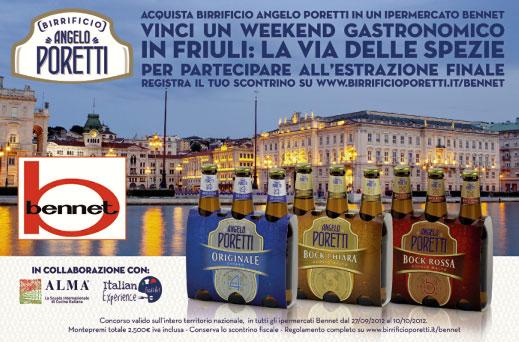 BIRRIFICIO
ANGELO
PORETTI
ACQUISTA BIRRIFICIO ANGELO PORETTI IN UN IPERMERCATO BENNET
VINCI UN WEEKEND GASTRONOMICO
IN FRIULI: LA VIA DELLE SPEZIE
PER PARTECIPARE ALL'ESTRAZIONE FINALE
REGISTRA IL TUO SCONTRINO SU WWW.BIRRIFICIOPORETTI.IT/BENNET
b
bennet
ANGELO
PORETTI
ORIGINALE
ANGELO
PORETTI
BOCK CHIARA
ANGELO
PORETTI
BOCK ROSSA
IN COLLABORAZIONE CON:
ALMA
La Scuola Internazionale
di Cucina Italiana
Italian
Experience
Concorso valido sull'intero territorio nazionale, in tutti gli ipermercati Bennet dal 27/09/2012 al 10/10/2012.
Montepremi totale 2.500€ iva inclusa - Conserva lo scontrino fiscale - Regolamento completo su www.birrificioporetti.it/bennet